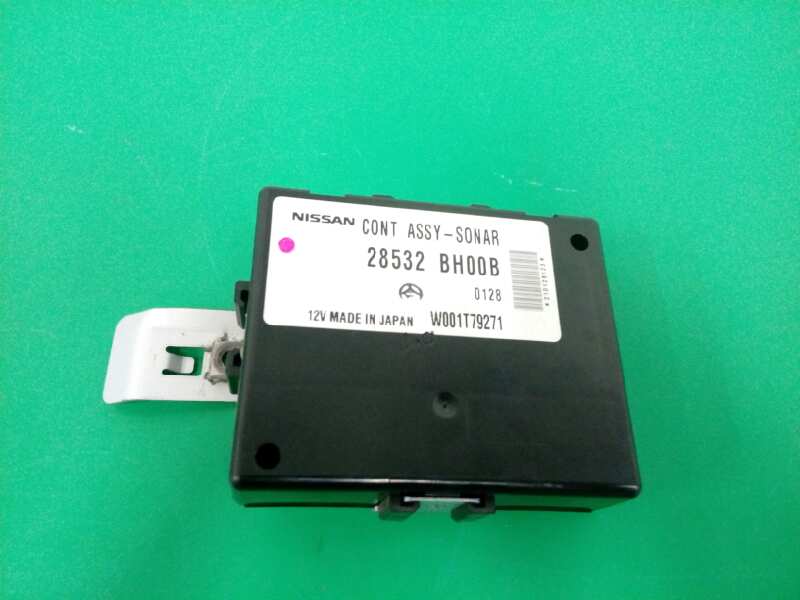 NISSAN CONT ASSY-SONAR
28532 BH00B
0128
12V MADE IN JAPAN W001T79271